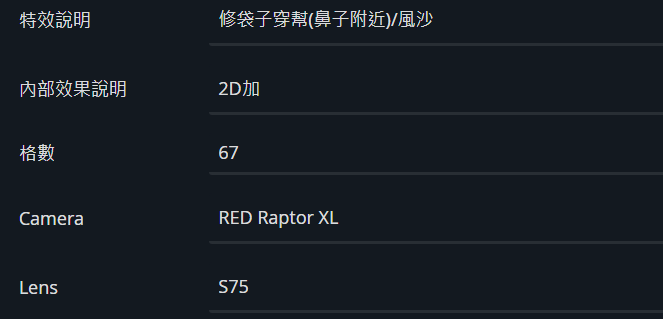 特效說明 修袋子穿幫(鼻子附近)/風沙
內部效果說明 2D加
格數 67
Camera RED Raptor XL
Lens S75